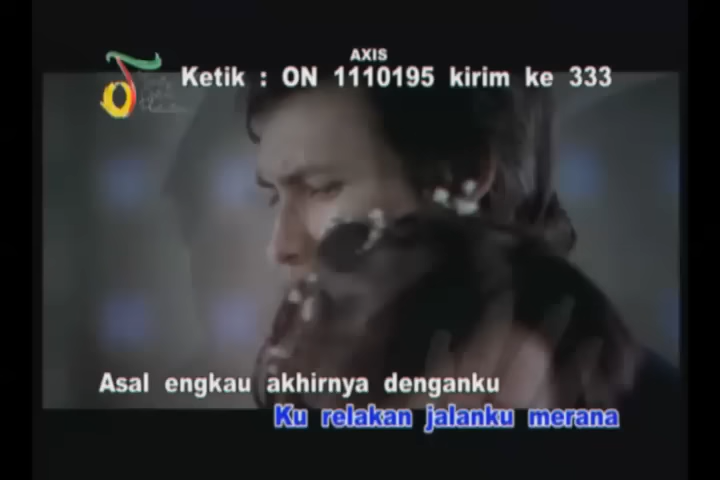 AXIS
Ketik : ON 1110195 kirim ke 333
Asal engkau akhirnya denganku
Ku relakan jalanku merana